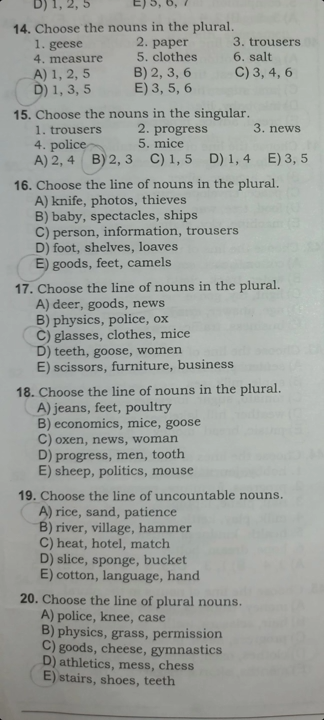 D) 1, 2, 5 E) 5, 6, 7
14. Choose the nouns in the plural.
1. geese 2. paper 3. trousers
4. measure 5. clothes 6. salt
A) 1, 2, 5 B) 2, 3, 6 C) 3, 4, 6
D) 1, 3, 5 E) 3, 5, 6
15. Choose the nouns in the singular.
1. trousers 2. progress 3. news
4. police 5. mice
A) 2, 4 B) 2, 3 C) 1, 5 D) 1, 4 E) 3, 5
16. Choose the line of nouns in the plural.
A) knife, photos, thieves
B) baby, spectacles, ships
C) person, information, trousers
D) foot, shelves, loaves
E) goods, feet, camels
17. Choose the line of nouns in the plural.
A) deer, goods, news
B) physics, police, ox
C) glasses, clothes, mice
D) teeth, goose, women
E) scissors, furniture, business
18. Choose the line of nouns in the plural.
A) jeans, feet, poultry
B) economics, mice, goose
C) oxen, news, woman
D) progress, men, tooth
E) sheep, politics, mouse
19. Choose the line of uncountable nouns.
A) rice, sand, patience
B) river, village, hammer
C) heat, hotel, match
D) slice, sponge, bucket
E) cotton, language, hand
20. Choose the line of plural nouns.
A) police, knee, case
B) physics, grass, permission
C) goods, cheese, gymnastics
D) athletics, mess, chess
E) stairs, shoes, teeth